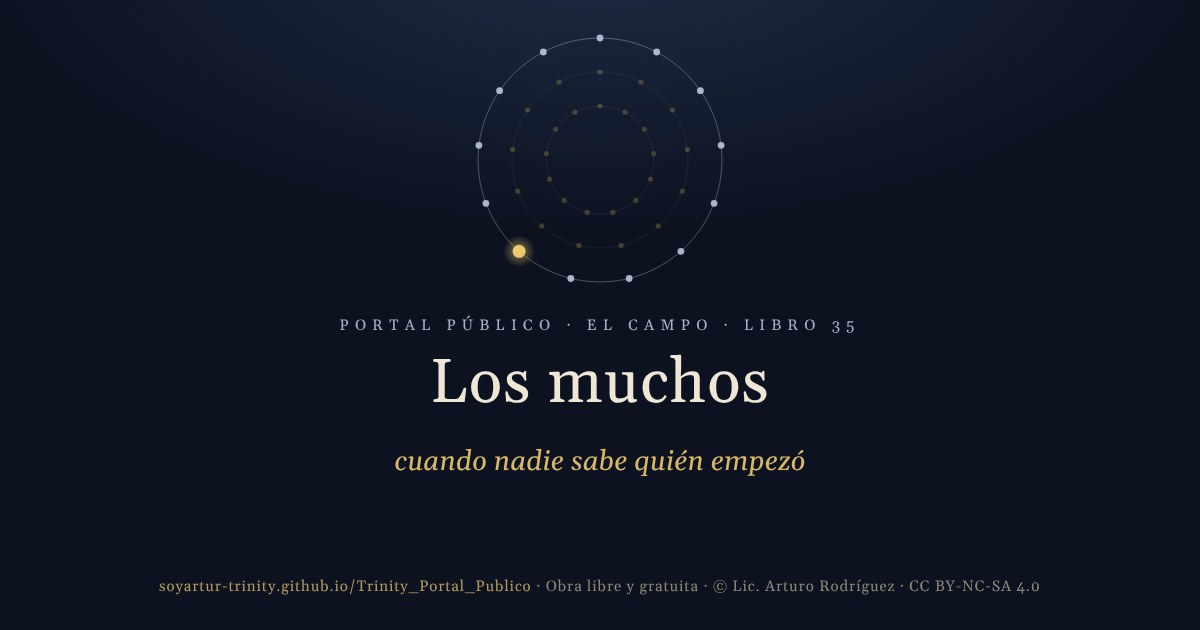 PORTAL PÚBLICO · EL CAMPO · LIBRO 35
Los muchos
cuando nadie sabe quién empezó
soyartur-trinity.github.io/Trinity_Portal_Publico · Obra libre y gratuita · © Lic. Arturo Rodríguez · CC BY-NC-SA 4.0